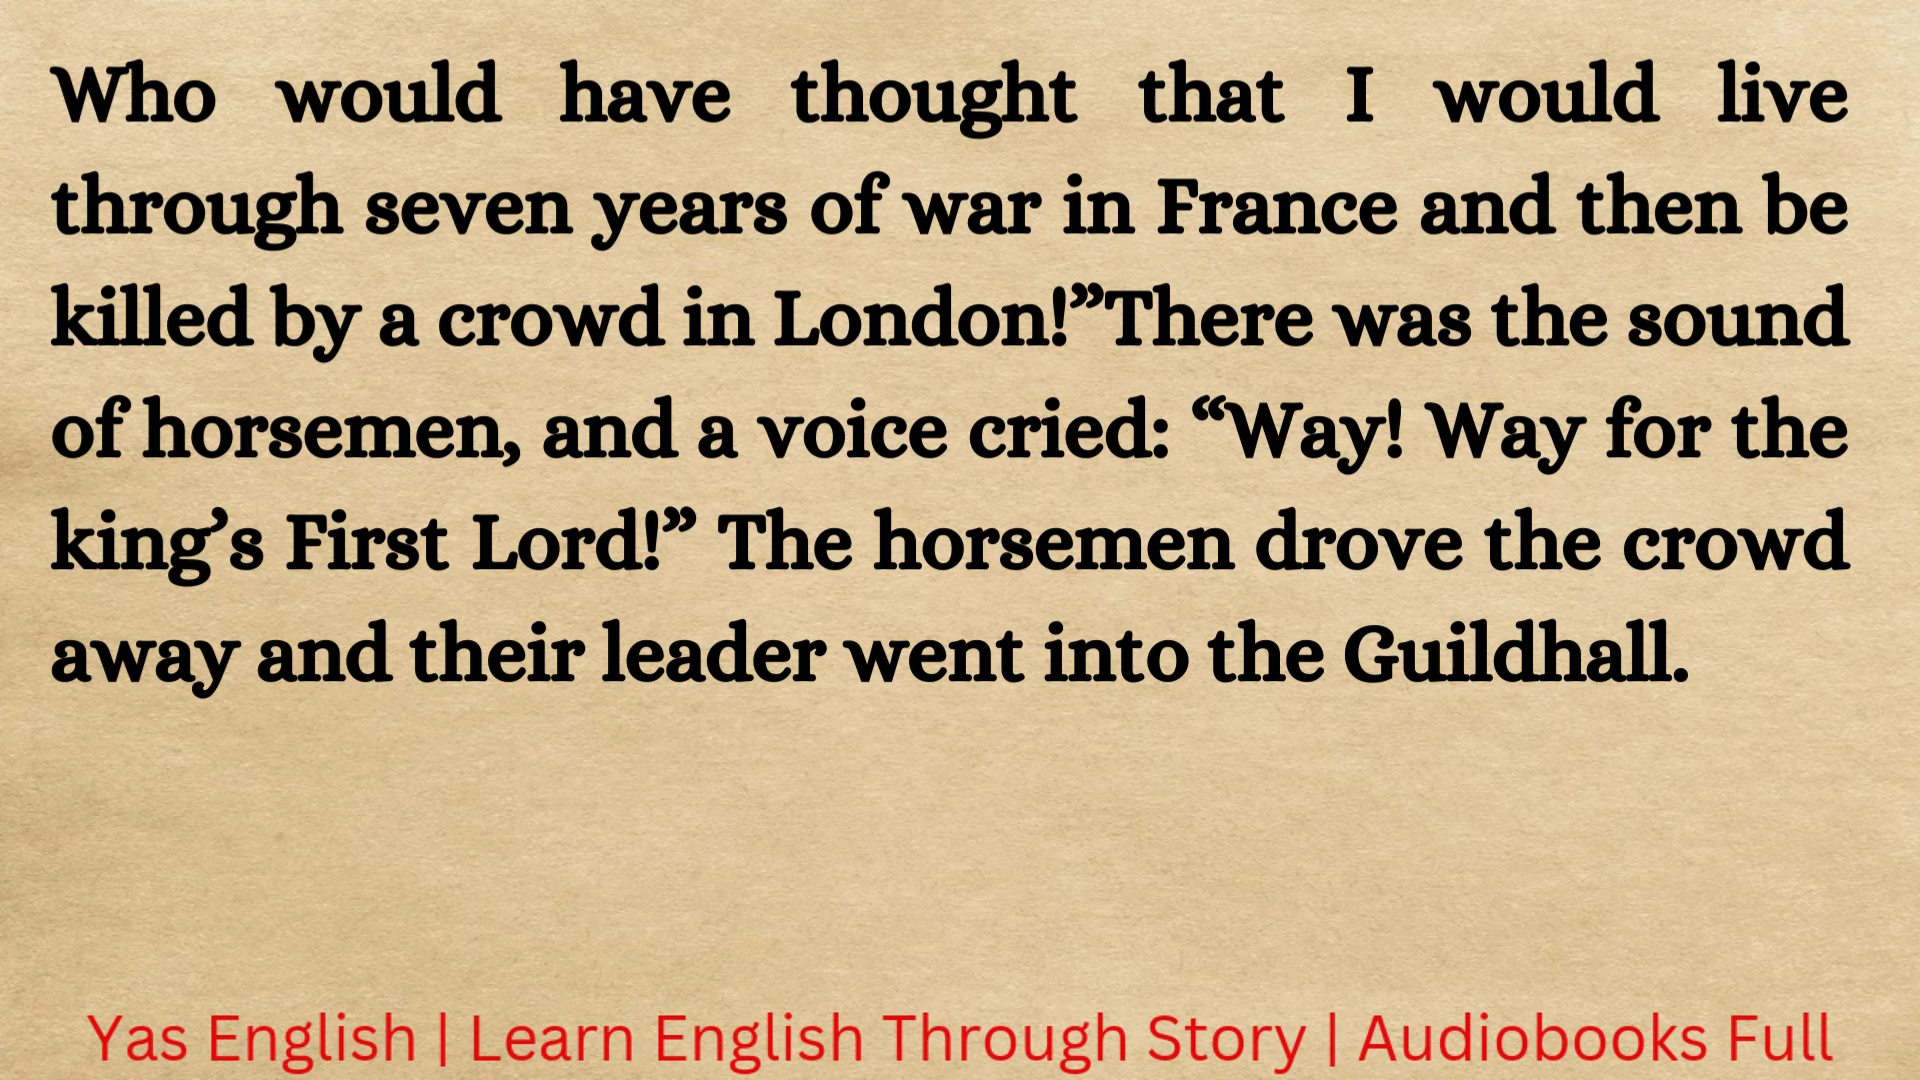 Who would have thought that I would live
through seven years of war in France and then be
killed by a crowd in London!”There was the sound
of horsemen, and a voice cried: “Way! Way for the
king’s First Lord!” The horsemen drove the crowd
away and their leader went into the Guildhall.
Yas English | Learn English Through Story | Audiobooks Full